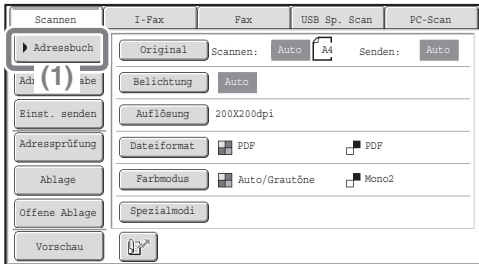 Scannen I-Fax Fax USB Sp. Scan PC-Scan
Adressbuch Original Scannen: Auto A4 Senden: Auto
(1) abe Belichtung Auto
Einst. senden Auflösung 200X200dpi
Adressprüfung Dateiformat PDF PDF
Ablage Farbmodus Auto/Grautöne Mono2
Offene Ablage Spezialmodi
Vorschau